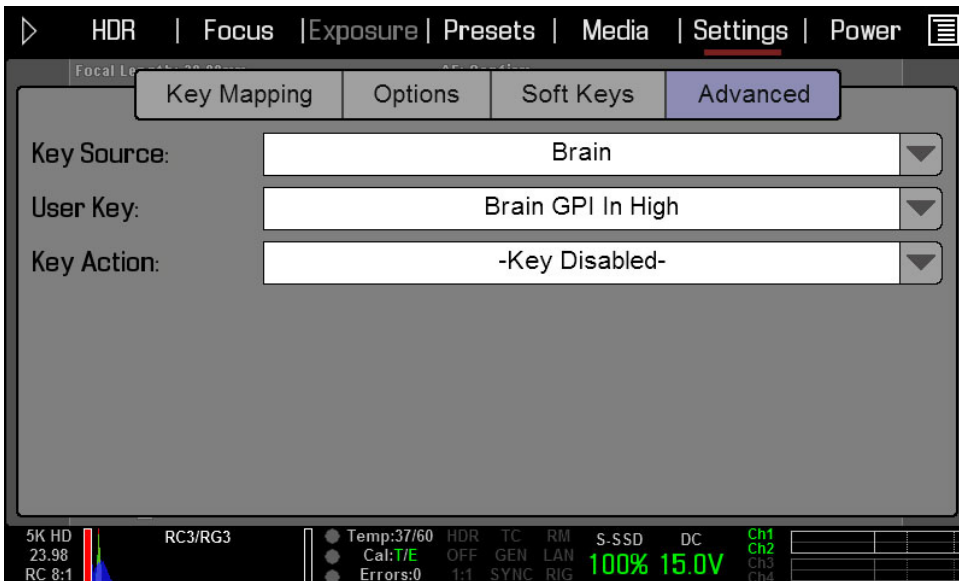 HDR | Focus | Exposure | Presets | Media | Settings | Power
Key Mapping Options Soft Keys Advanced
Key Source: Brain
User Key: Brain GPI In High
Key Action: -Key Disabled-
5K HD RC3/RG3 Temp:37/60 HDR TC RM S-SSD DC Ch1
23.98 Cal:T/E OFF GEN LAN 100% 15.0V Ch2
RC 8:1 Errors:0 1:1 SYNC RIG Ch3
Ch4